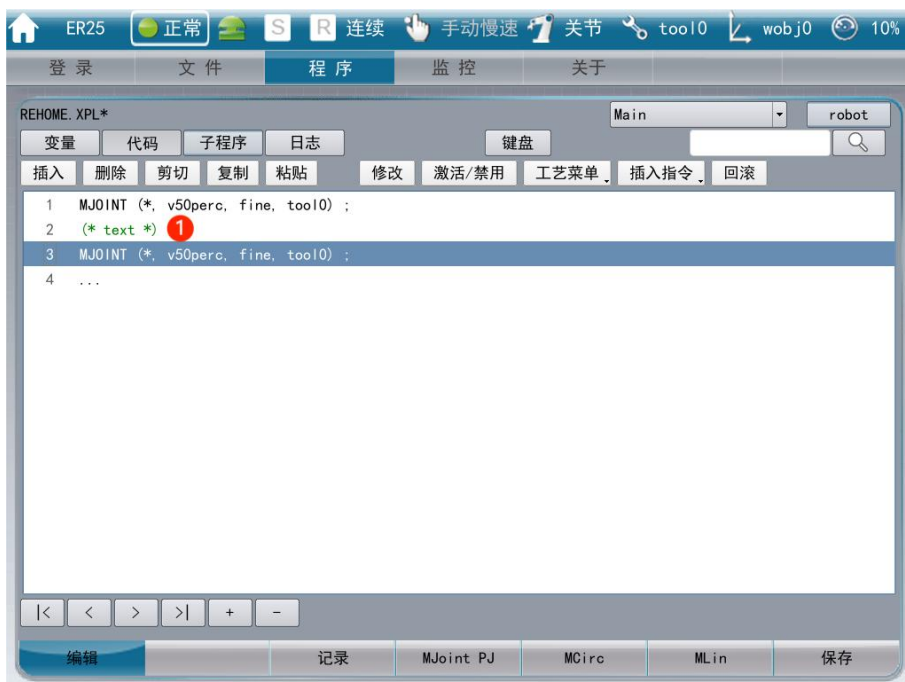 ER25 正常 S R 连续 手动慢速 关节 tool0 wobj0 10%
登录 文件 程序 监控 关于
REHOME.XPL* Main robot
变量 代码 子程序 日志 键盘
插入 删除 剪切 复制 粘贴 修改 激活/禁用 工艺菜单 插入指令 回滚
1 MJOINT (*, v50perc, fine, tool0) ;
2 (* text *) 1
3 MJOINT (*, v50perc, fine, tool0) ;
4 ...
|< < > >| + -
编辑 记录 MJoint PJ MCirc MLin 保存